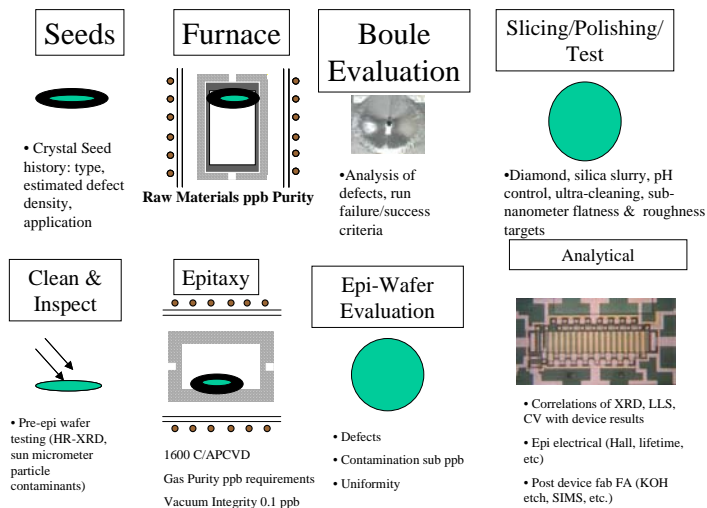 Seeds
• Crystal Seed
history: type,
estimated defect
density,
application
Furnace
Raw Materials ppb Purity
Boule
Evaluation
•Analysis of
defects, run
failure/success
criteria
Slicing/Polishing/
Test
•Diamond, silica slurry, pH
control, ultra-cleaning, sub-
nanometer flatness & roughness
targets
Clean &
Inspect
• Pre-epi wafer
testing (HR-XRD,
sun micrometer
particle
contaminants)
Epitaxy
1600 C/APCVD
Gas Purity ppb requirements
Vacuum Integrity 0.1 ppb
Epi-Wafer
Evaluation
• Defects
• Contamination sub ppb
• Uniformity
Analytical
• Correlations of XRD, LLS,
CV with device results
• Epi electrical (Hall, lifetime,
etc)
• Post device fab FA (KOH
etch, SIMS, etc.)